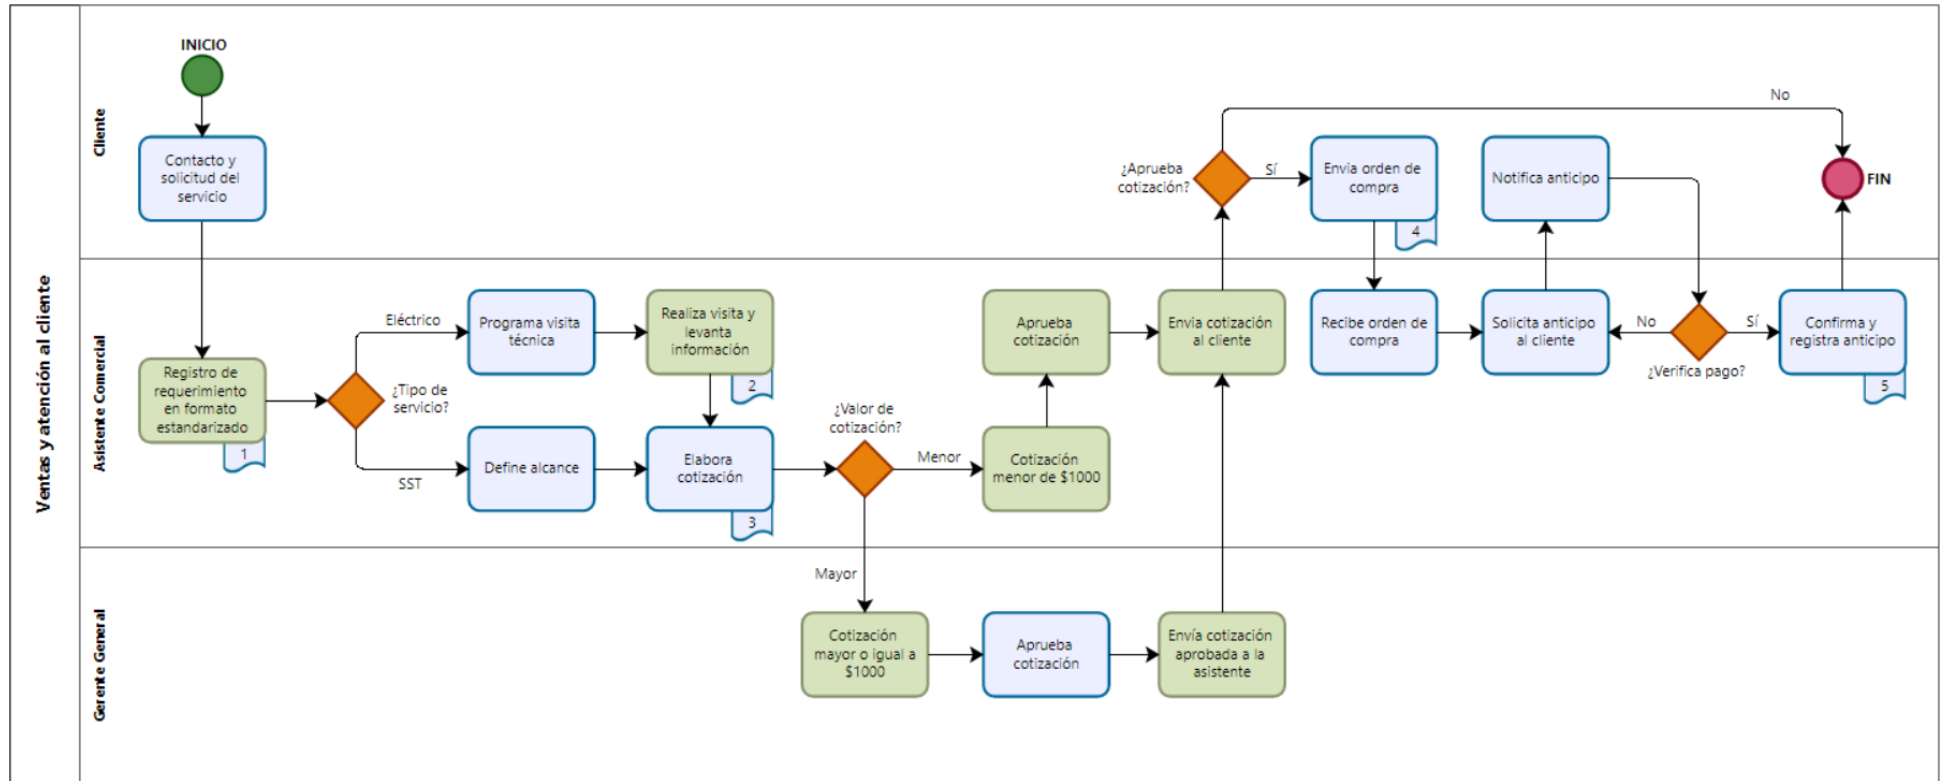 Ventas y atención al cliente
Cliente
INICIO
Contacto y
solicitud del
servicio
¿Aprueba
cotización?
Sí
No
Envia orden de
compra
4
Notifica anticipo
FIN
Asistente Comercial
Registro de
requerimiento
en formato
estandarizado
1
¿Tipo de
servicio?
Eléctrico
SST
Programa visita
técnica
Realiza visita y
levanta
información
2
Define alcance
Elabora
cotización
3
¿Valor de
cotización?
Menor
Mayor
Cotización
menor de $1000
Aprueba
cotización
Envia cotización
al cliente
Recibe orden de
compra
Solicita anticipo
al cliente
No
Sí
¿Verifica pago?
Confirma y
registra anticipo
5
Gerente General
Cotización
mayor o igual a
$1000
Aprueba
cotización
Envía cotización
aprobada a la
asistente